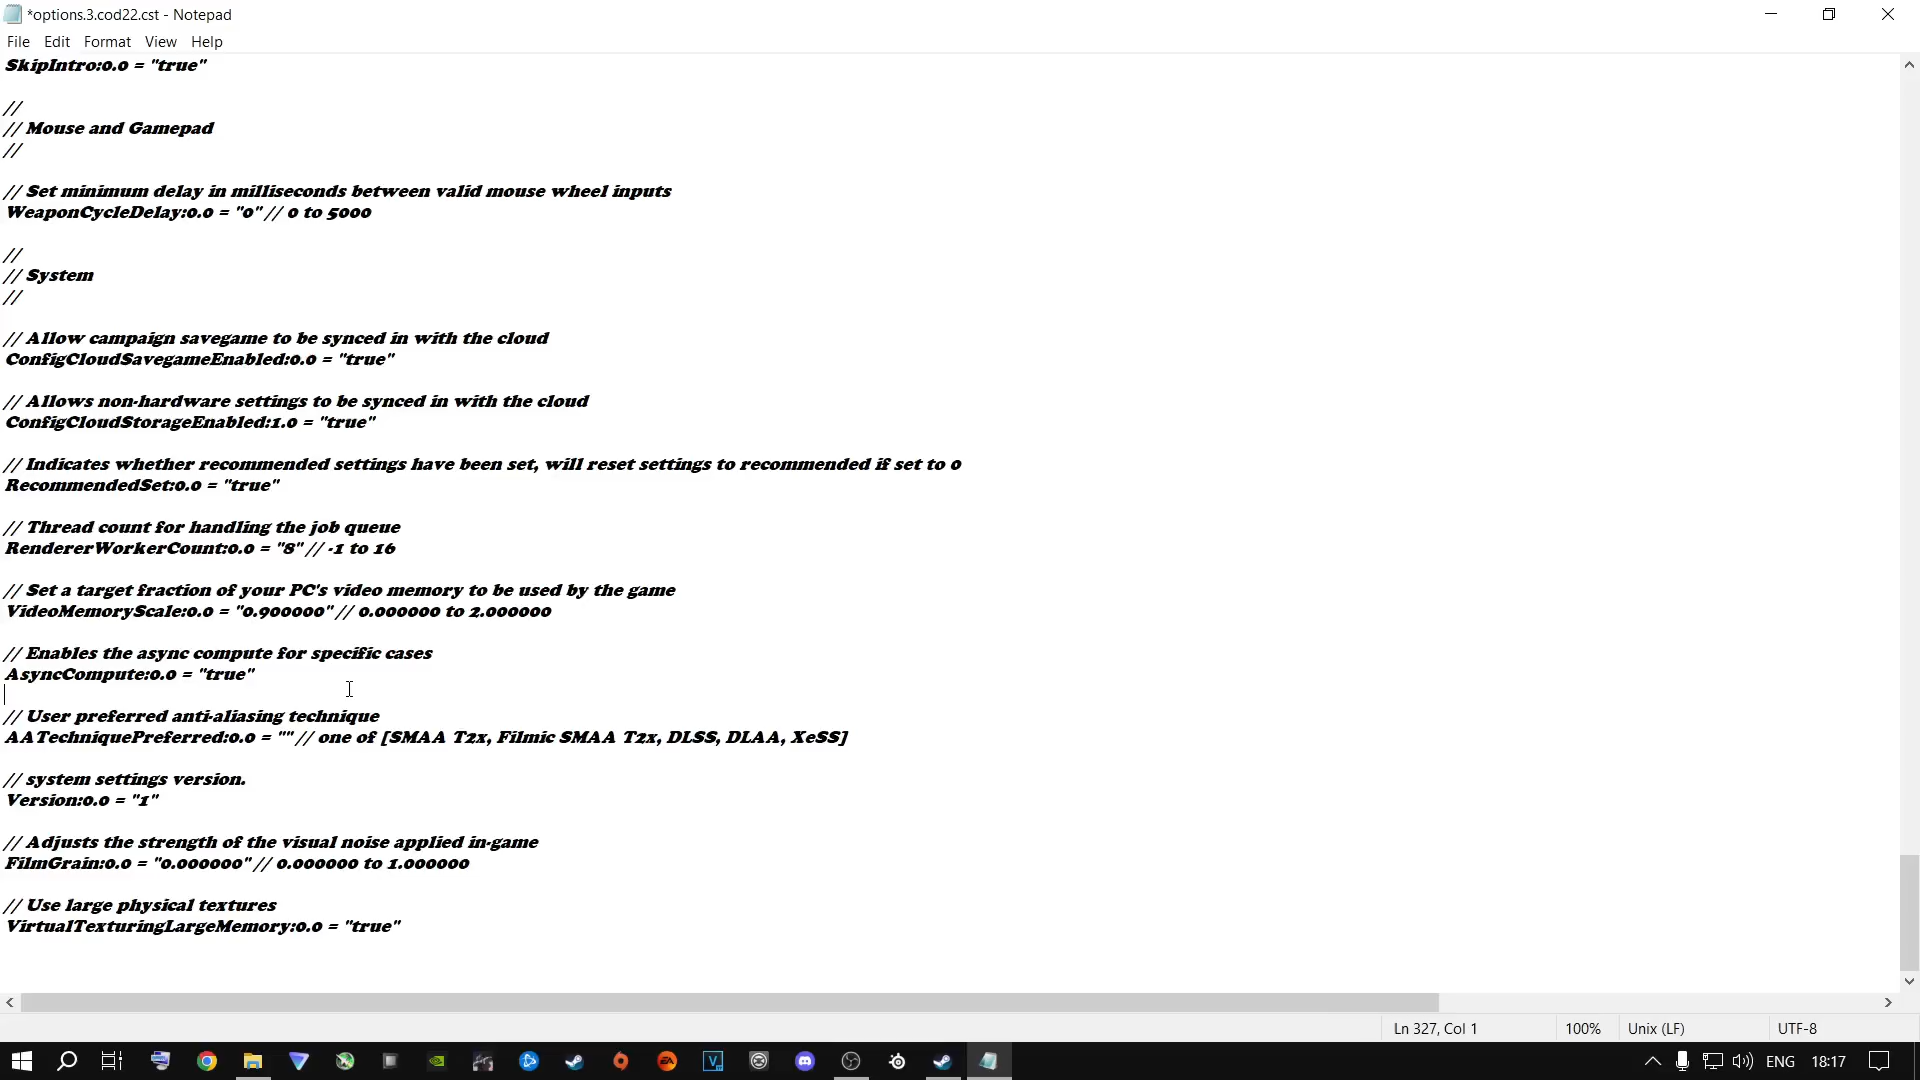 *options.3.cod22.cst - Notepad
File Edit Format View Help
SkipIntro:0.0 = "true"
//
// Mouse and Gamepad
//
// Set minimum delay in milliseconds between valid mouse wheel inputs
WeaponCycleDelay:0.0 = "0" // 0 to 5000
//
// System
//
// Allow campaign savegame to be synced in with the cloud
ConfigCloudSavegameEnabled:0.0 = "true"
// Allows non-hardware settings to be synced in with the cloud
ConfigCloudStorageEnabled:1.0 = "true"
// Indicates whether recommended settings have been set, will reset settings to recommended if set to 0
RecommendedSet:0.0 = "true"
// Thread count for handling the job queue
RendererWorkerCount:0.0 = "8" // -1 to 16
// Set a target fraction of your PC's video memory to be used by the game
VideoMemoryScale:0.0 = "0.900000" // 0.000000 to 2.000000
// Enables the async compute for specific cases
AsyncCompute:0.0 = "true"
// User preferred anti-aliasing technique
AATechniquePreferred:0.0 = "" // one of [SMAA T2x, Filmic SMAA T2x, DLSS, DLAA, XeSS]
// system settings version.
Version:0.0 = "1"
// Adjusts the strength of the visual noise applied in-game
FilmGrain:0.0 = "0.000000" // 0.000000 to 1.000000
// Use large physical textures
VirtualTexturingLargeMemory:0.0 = "true"
Ln 327, Col 1 100% Unix (LF) UTF-8
ENG 18:17